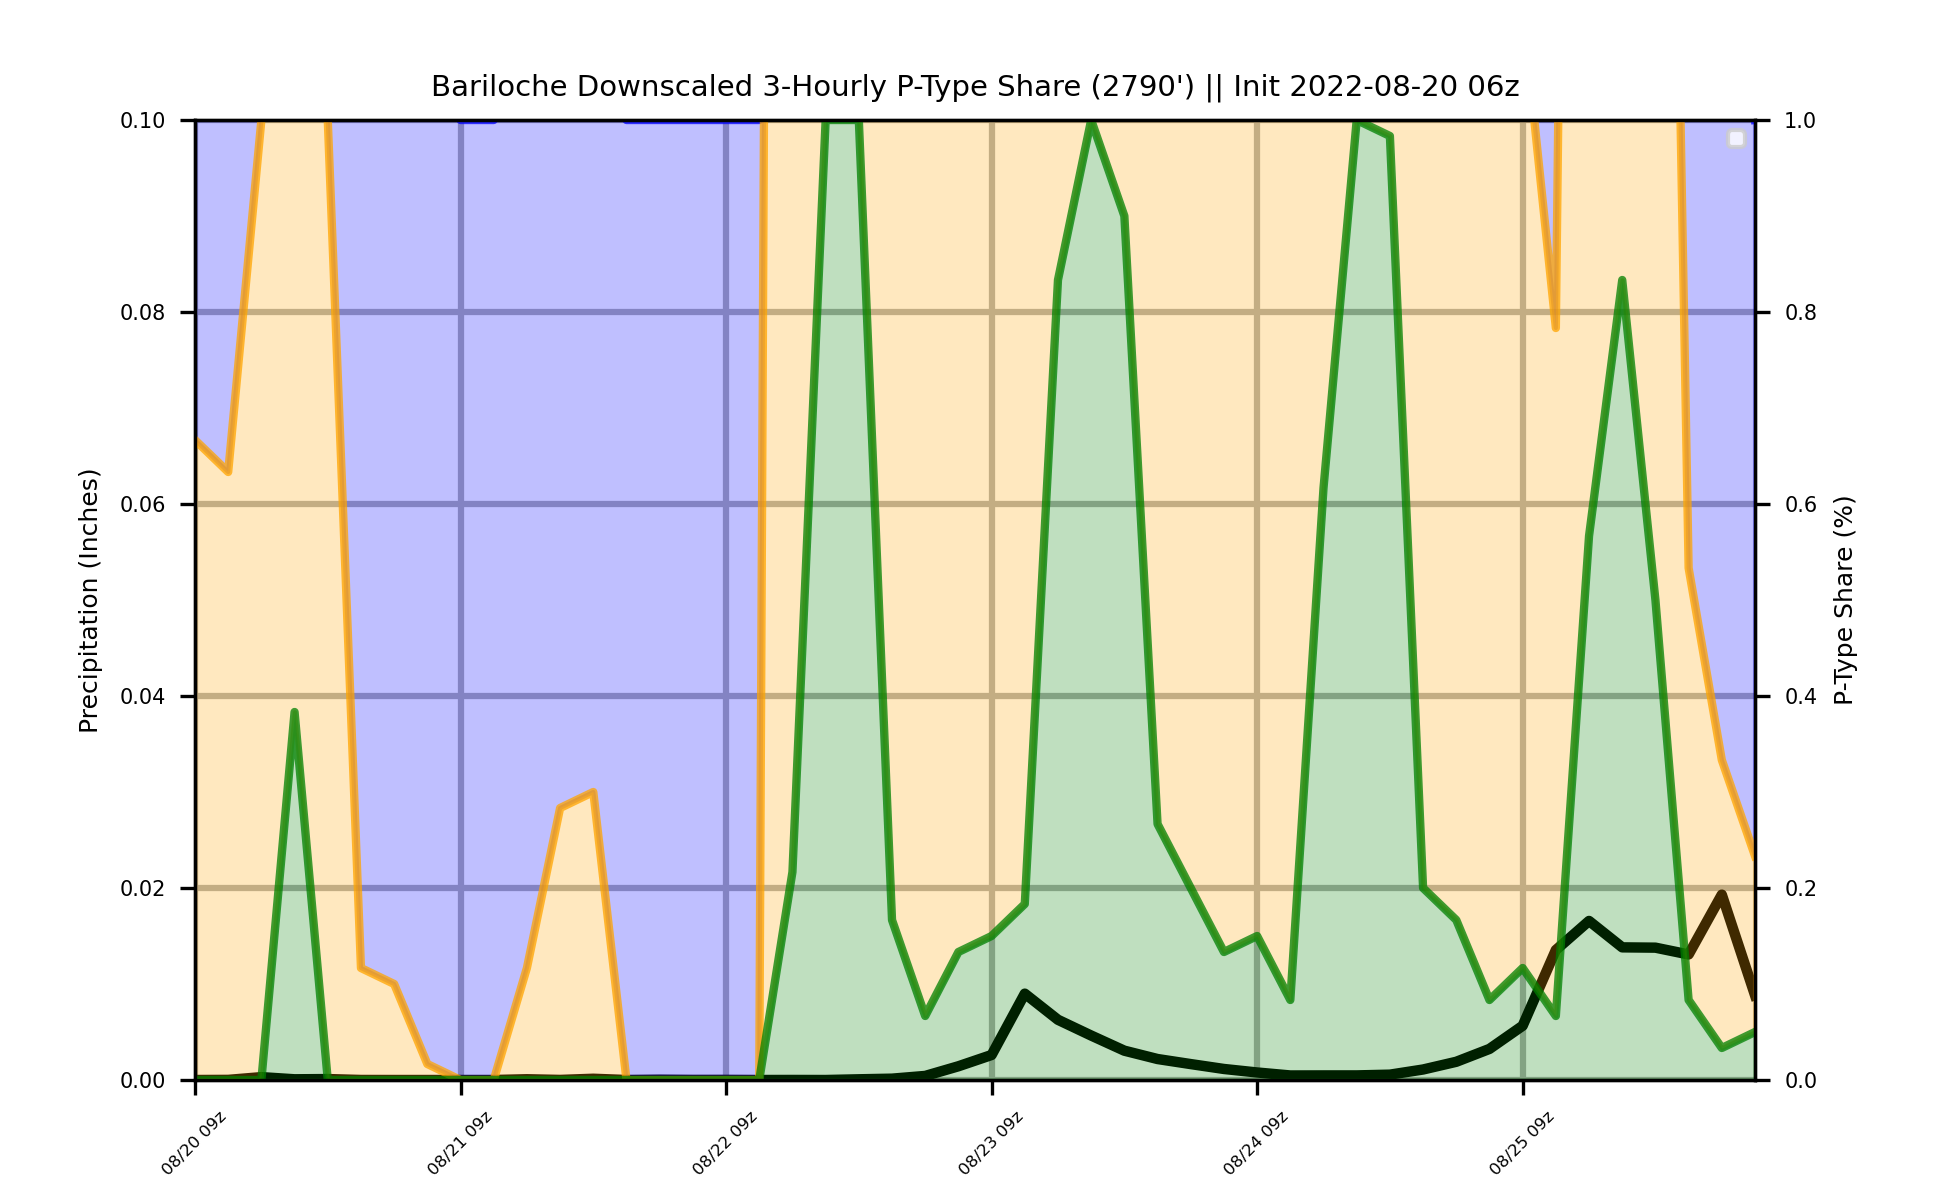 Bariloche Downscaled 3-Hourly P-Type Share (2790') || Init 2022-08-20 06z
0.10
0.08
0.06
0.04
0.02
0.00
Precipitation (Inches)
1.0
0.8
0.6
0.4
0.2
0.0
P-Type Share (%)
08/20 09z
08/21 09z
08/22 09z
08/23 09z
08/24 09z
08/25 09z